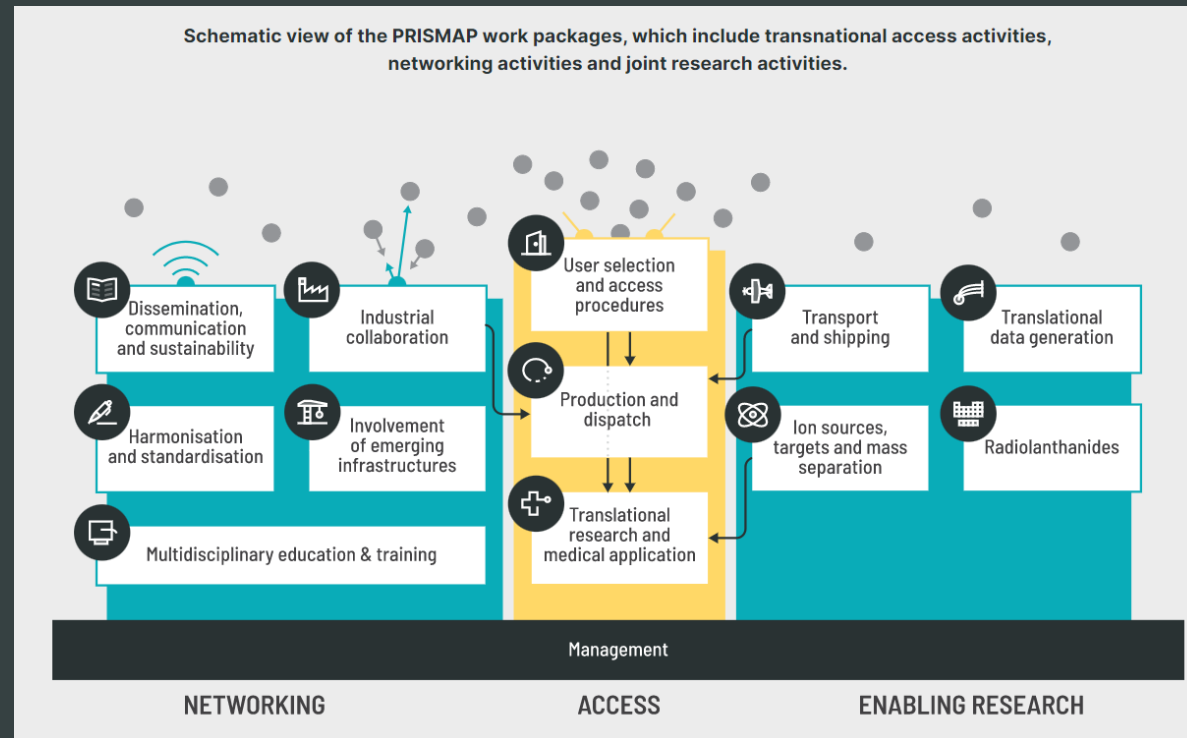 Schematic view of the PRISMAP work packages, which include transnational access activities,
networking activities and joint research activities.
Dissemination,
communication
and sustainability
Industrial
collaboration
Harmonisation
and standardisation
Involvement
of emerging
infrastructures
Multidisciplinary education & training
User selection
and access
procedures
Production and
dispatch
Translational
research and
medical application
Transport
and shipping
Translational
data generation
Ion sources,
targets and mass
separation
Radiolanthanides
Management
NETWORKING
ACCESS
ENABLING RESEARCH